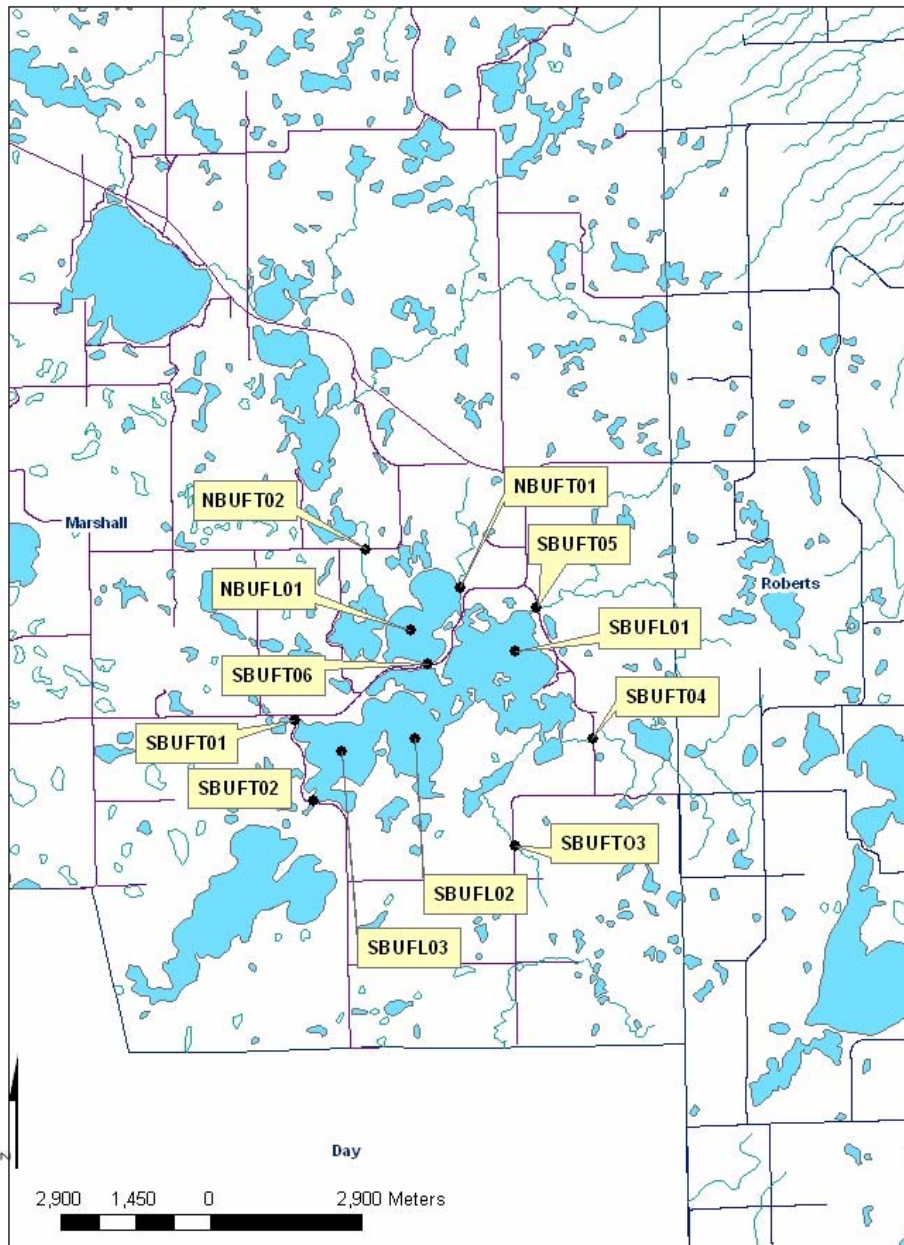 NBUFT01
NBUFT02
SBUFT05
Marshall
Roberts
NBUFL01
SBUFL01
SBUFT06
SBUFT04
SBUFT01
SBUFT02
SBUFTO3
SBUFL02
SBUFL03
N
Day
2,900 1,450 0 2,900 Meters